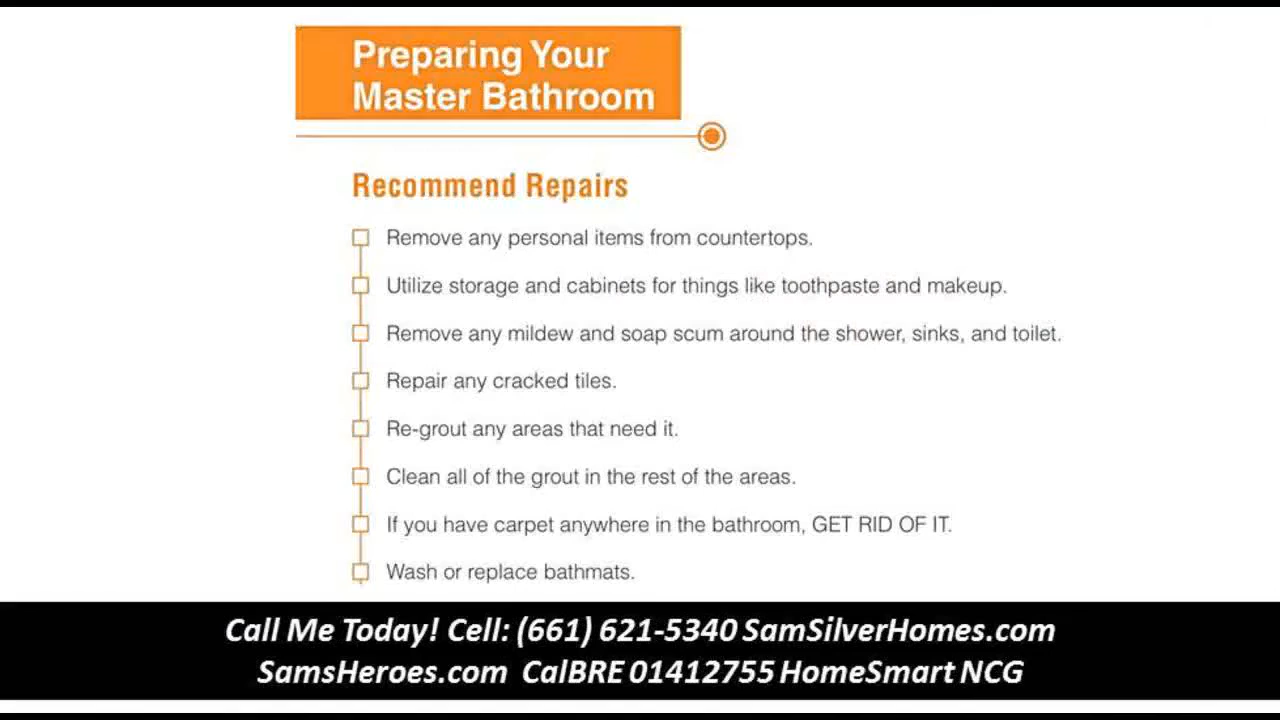 Preparing Your
Master Bathroom
Recommend Repairs
Remove any personal items from countertops.
Utilize storage and cabinets for things like toothpaste and makeup.
Remove any mildew and soap scum around the shower, sinks, and toilet.
Repair any cracked tiles.
Re-grout any areas that need it.
Clean all of the grout in the rest of the areas.
If you have carpet anywhere in the bathroom, GET RID OF IT.
Wash or replace bathmats.
Call Me Today! Cell: (661) 621-5340 SamSilverHomes.com
SamsHeroes.com CalBRE 01412755 HomeSmart NCG